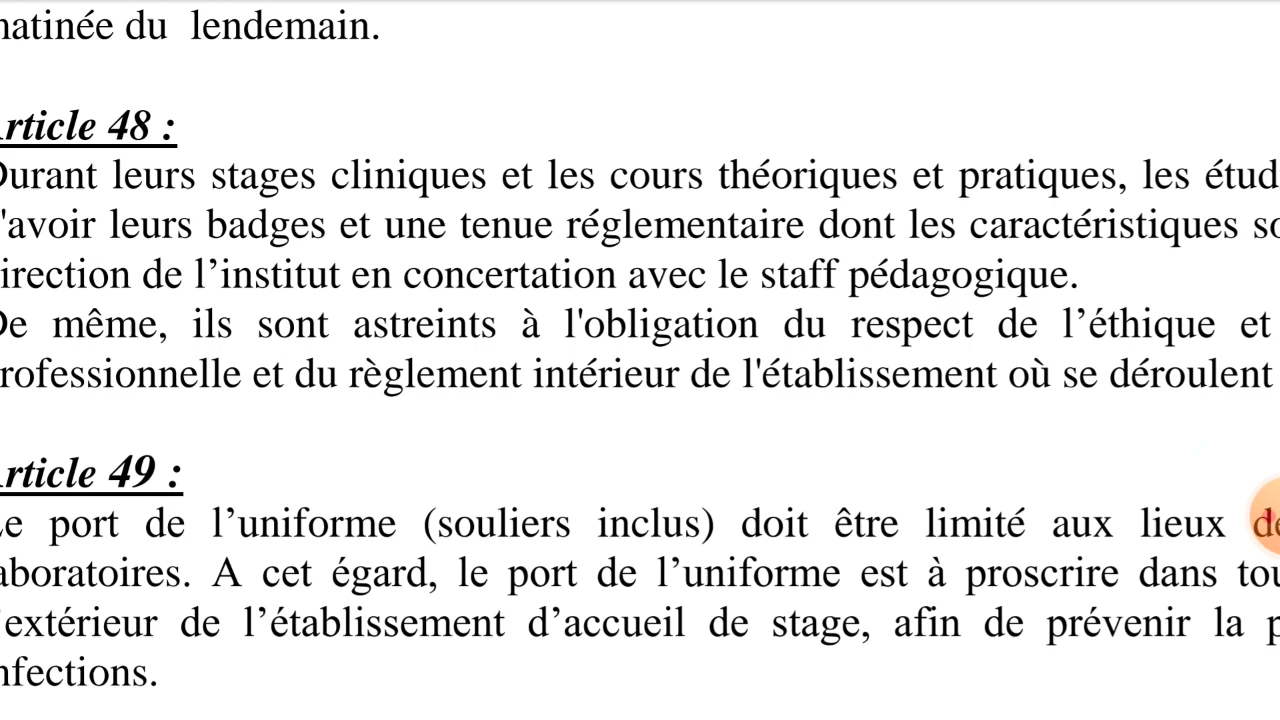 matinée du lendemain.
Article 48 :
Durant leurs stages cliniques et les cours théoriques et pratiques, les étud
'avoir leurs badges et une tenue réglementaire dont les caractéristiques so
irection de l’institut en concertation avec le staff pédagogique.
De même, ils sont astreints à l'obligation du respect de l’éthique et
rofessionnelle et du règlement intérieur de l'établissement où se déroulent
Article 49 :
Le port de l’uniforme (souliers inclus) doit être limité aux lieux de
aboratoires. A cet égard, le port de l’uniforme est à proscrire dans tou
’extérieur de l’établissement d’accueil de stage, afin de prévenir la p
nfections.